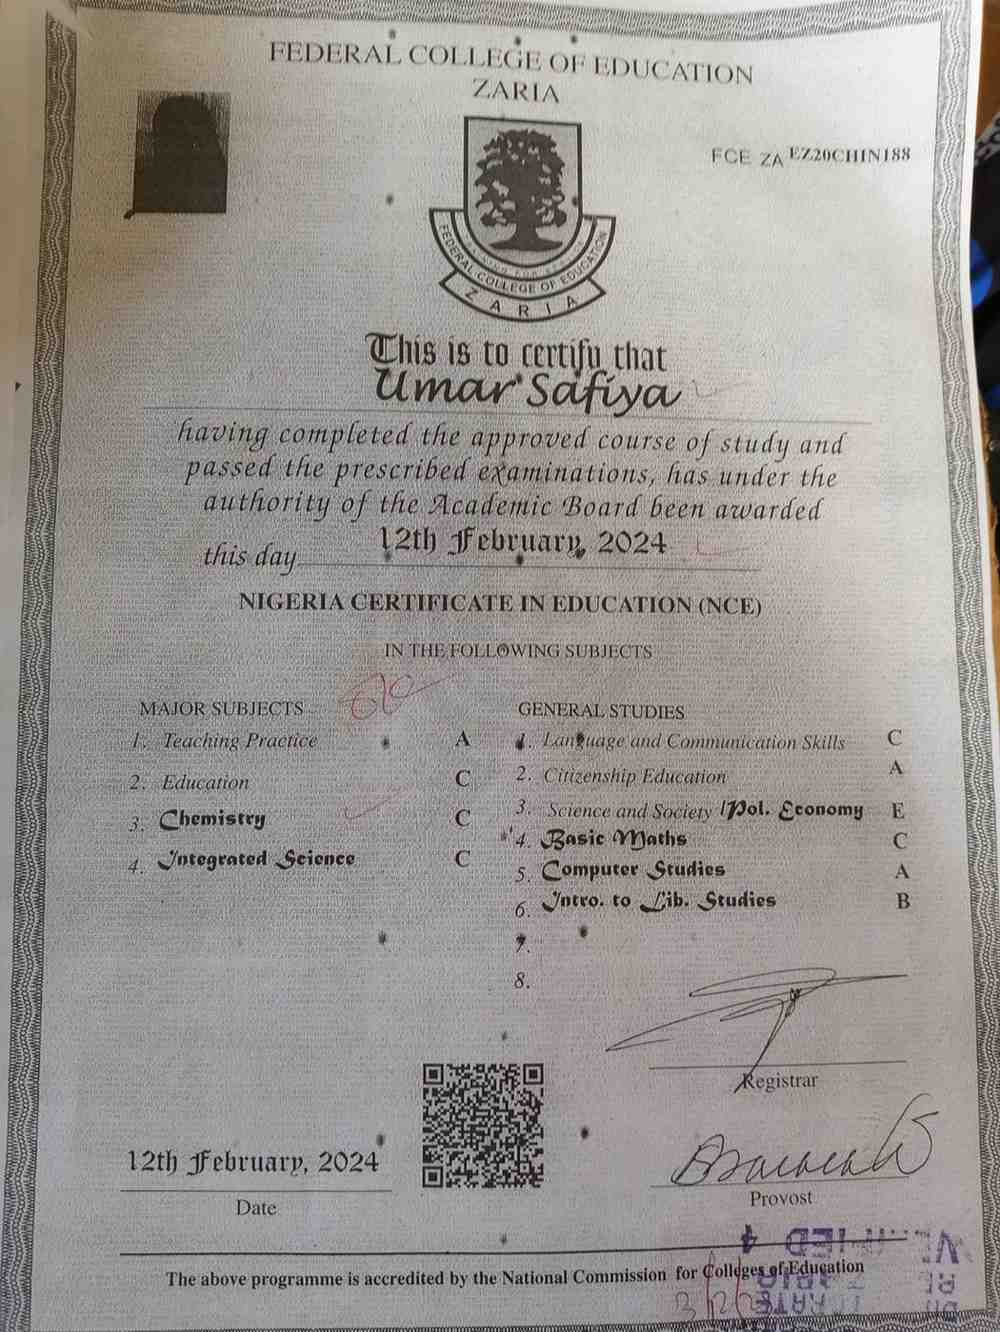 FEDERAL COLLEGE OF EDUCATION
ZARIA
FCE ZA EZ20CHIN188
FEDERAL COLLEGE OF EDUCATION
ZARIA
This is to certify that
Umar Safiya
having completed the approved course of study and
passed the prescribed examinations, has under the
authority of the Academic Board been awarded
this day 12th February, 2024
NIGERIA CERTIFICATE IN EDUCATION (NCE)
IN THE FOLLOWING SUBJECTS
MAJOR SUBJECTS
1. Teaching Practice A
2. Education C
3. Chemistry C
4. Integrated Science C
GENERAL STUDIES
1. Language and Communication Skills C
2. Citizenship Education A
3. Science and Society /Pol. Economy E
4. Basic Maths C
5. Computer Studies A
6. Intro. to Lib. Studies B
7.
8.
Registrar
12th February, 2024
Date
Provost
The above programme is accredited by the National Commission for Colleges of Education